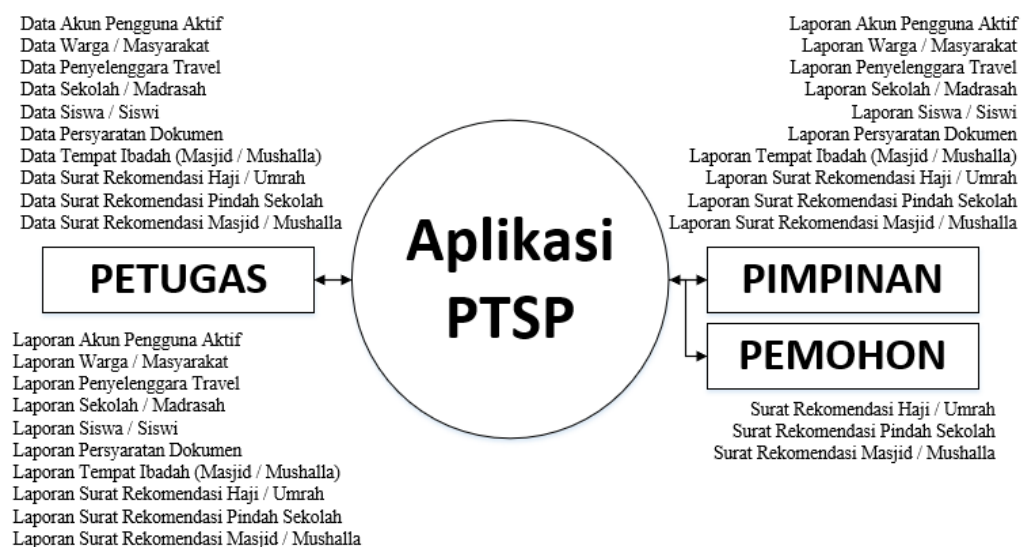 Data Akun Pengguna Aktif
Data Warga / Masyarakat
Data Penyelenggara Travel
Data Sekolah / Madrasah
Data Siswa / Siswi
Data Persyaratan Dokumen
Data Tempat Ibadah (Masjid / Mushalla)
Data Surat Rekomendasi Haji / Umrah
Data Surat Rekomendasi Pindah Sekolah
Data Surat Rekomendasi Masjid / Mushalla
PETUGAS
Laporan Akun Pengguna Aktif
Laporan Warga / Masyarakat
Laporan Penyelenggara Travel
Laporan Sekolah / Madrasah
Laporan Siswa / Siswi
Laporan Persyaratan Dokumen
Laporan Tempat Ibadah (Masjid / Mushalla)
Laporan Surat Rekomendasi Haji / Umrah
Laporan Surat Rekomendasi Pindah Sekolah
Laporan Surat Rekomendasi Masjid / Mushalla
Aplikasi
PTSP
Laporan Akun Pengguna Aktif
Laporan Warga / Masyarakat
Laporan Penyelenggara Travel
Laporan Sekolah / Madrasah
Laporan Siswa / Siswi
Laporan Persyaratan Dokumen
Laporan Tempat Ibadah (Masjid / Mushalla)
Laporan Surat Rekomendasi Haji / Umrah
Laporan Surat Rekomendasi Pindah Sekolah
Laporan Surat Rekomendasi Masjid / Mushalla
PIMPINAN
PEMOHON
Surat Rekomendasi Haji / Umrah
Surat Rekomendasi Pindah Sekolah
Surat Rekomendasi Masjid / Mushalla